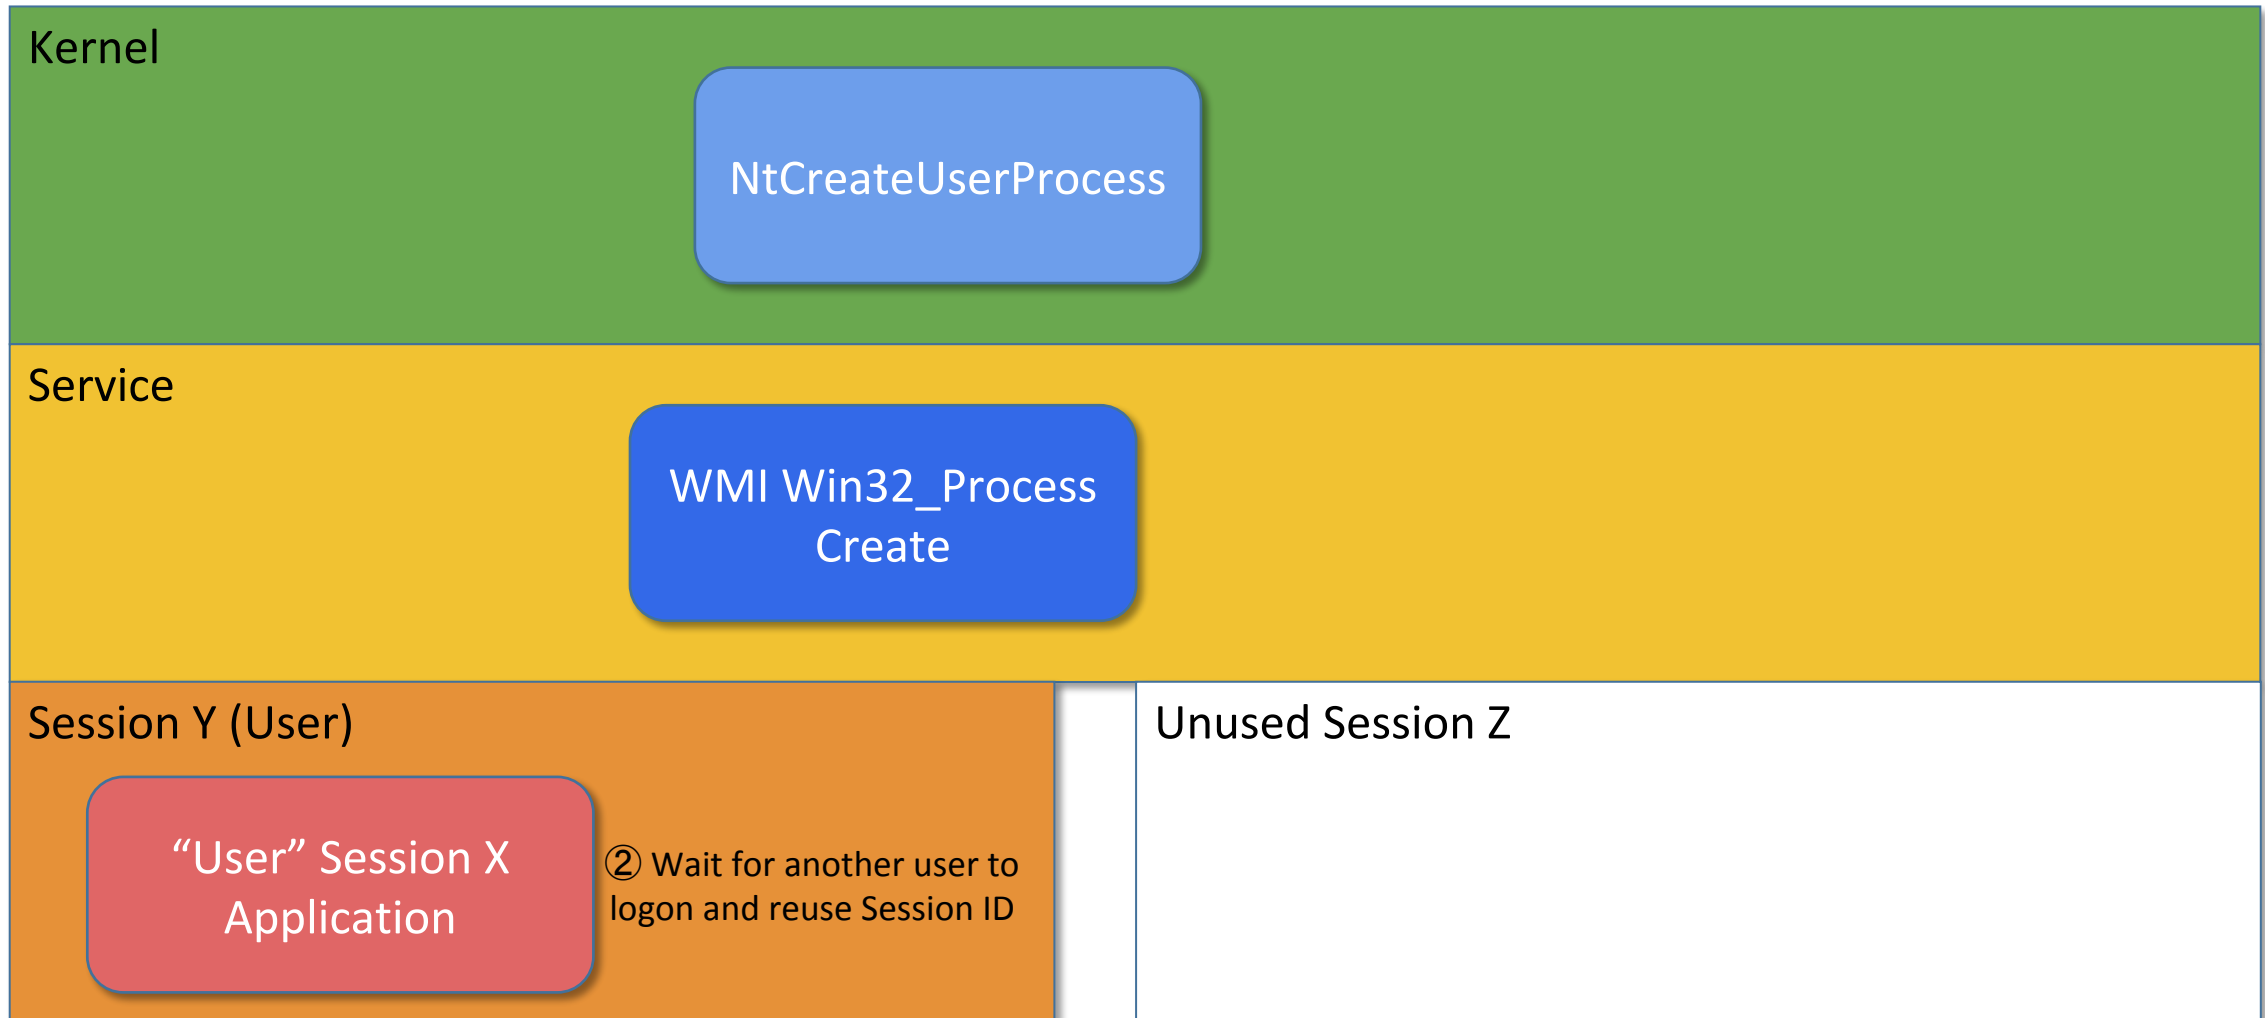 Kernel
NtCreateUserProcess
Service
WMI Win32_Process
Create
Session Y (User)
“User” Session X
Application
② Wait for another user to
logon and reuse Session ID
Unused Session Z